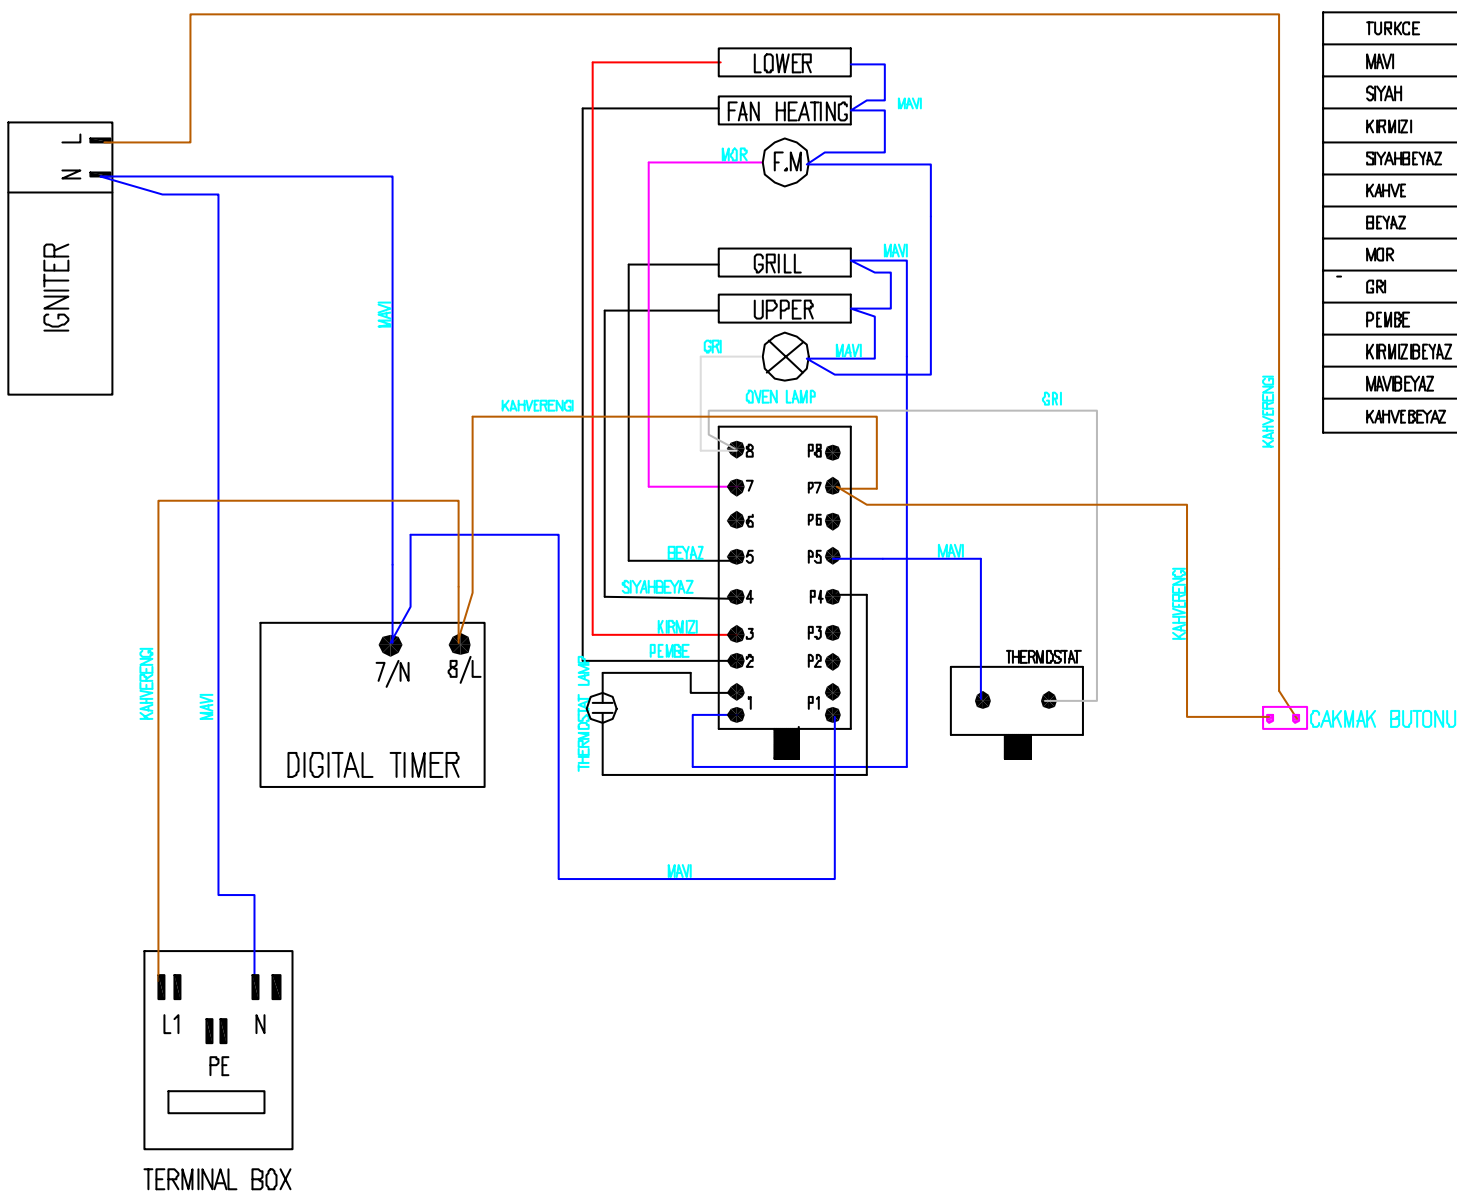 TURKCE
MAVI
SIYAH
KIRMIZI
SIYAHBEYAZ
KAHVE
BEYAZ
MOR
GRI
PEMBE
KIRMIZIBEYAZ
MAVIBEYAZ
KAHVEBEYAZ
LOWER
FAN HEATING
MAVI
MOR
F.M
L
N
IGNITER
MAVI
GRILL
MAVI
UPPER
GRI
MAVI
OVEN LAMP
GRI
KAHVERENGI
KAHVERENGI
8 P8
7 P7
6 P6
BEYAZ
5 P5
MAVI
SIYAHBEYAZ
4 P4
KIRMIZI
3 P3
PEMBE
2 P2
1 P1
THERMOSTAT LAMP
THERMOSTAT
KAHVERENGI
CAKMAK BUTONU
7/N
8/L
DIGITAL TIMER
KAHVERENGI
MAVI
MAVI
L1
N
PE
TERMINAL BOX